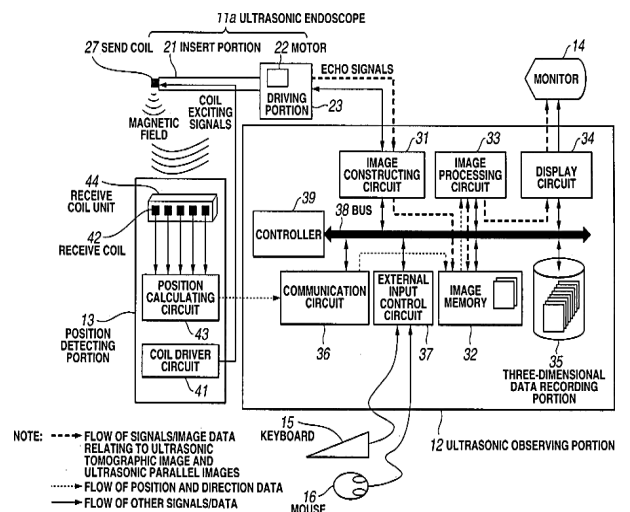 11a ULTRASONIC ENDOSCOPE
27 SEND COIL
21 INSERT PORTION
22 MOTOR
ECHO SIGNALS
14
MONITOR
DRIVING
PORTION
23
COIL
EXCITING
SIGNALS
MAGNETIC
FIELD
31
33
34
IMAGE
CONSTRUCTING
CIRCUIT
IMAGE
PROCESSING
CIRCUIT
DISPLAY
CIRCUIT
44
RECEIVE
COIL UNIT
42
RECEIVE COIL
39
CONTROLLER
38 BUS
13
POSITION
DETECTING
PORTION
POSITION
CALCULATING
CIRCUIT
43
COMMUNICATION
CIRCUIT
36
EXTERNAL
INPUT
CONTROL
CIRCUIT
37
IMAGE
MEMORY
32
35
THREE-DIMENSIONAL
DATA RECORDING
PORTION
COIL DRIVER
CIRCUIT
41
15
KEYBOARD
12 ULTRASONIC OBSERVING PORTION
16
MOUSE
NOTE:
FLOW OF SIGNALS/IMAGE DATA
RELATING TO ULTRASONIC
TOMOGRAPHIC IMAGE AND
ULTRASONIC PARALLEL IMAGES
FLOW OF POSITION AND DIRECTION DATA
FLOW OF OTHER SIGNALS/DATA